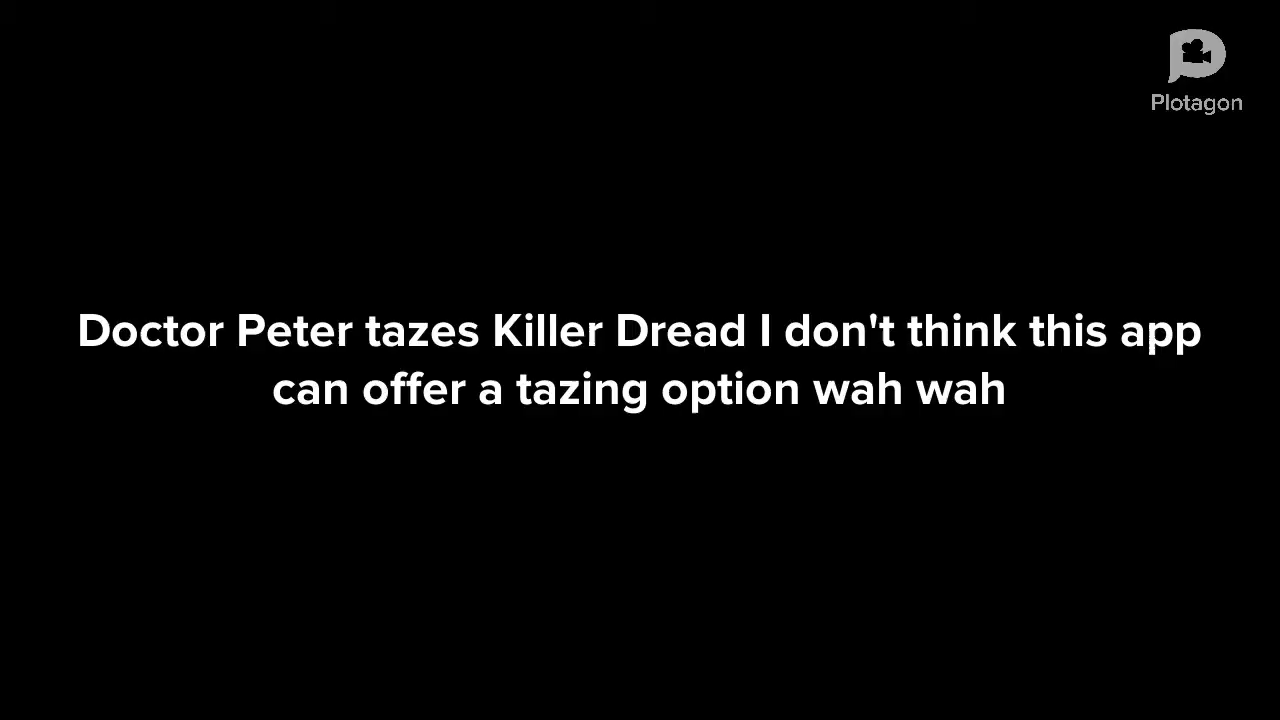 Plotagon
Doctor Peter tazes Killer Dread I don't think this app
can offer a tazing option wah wah